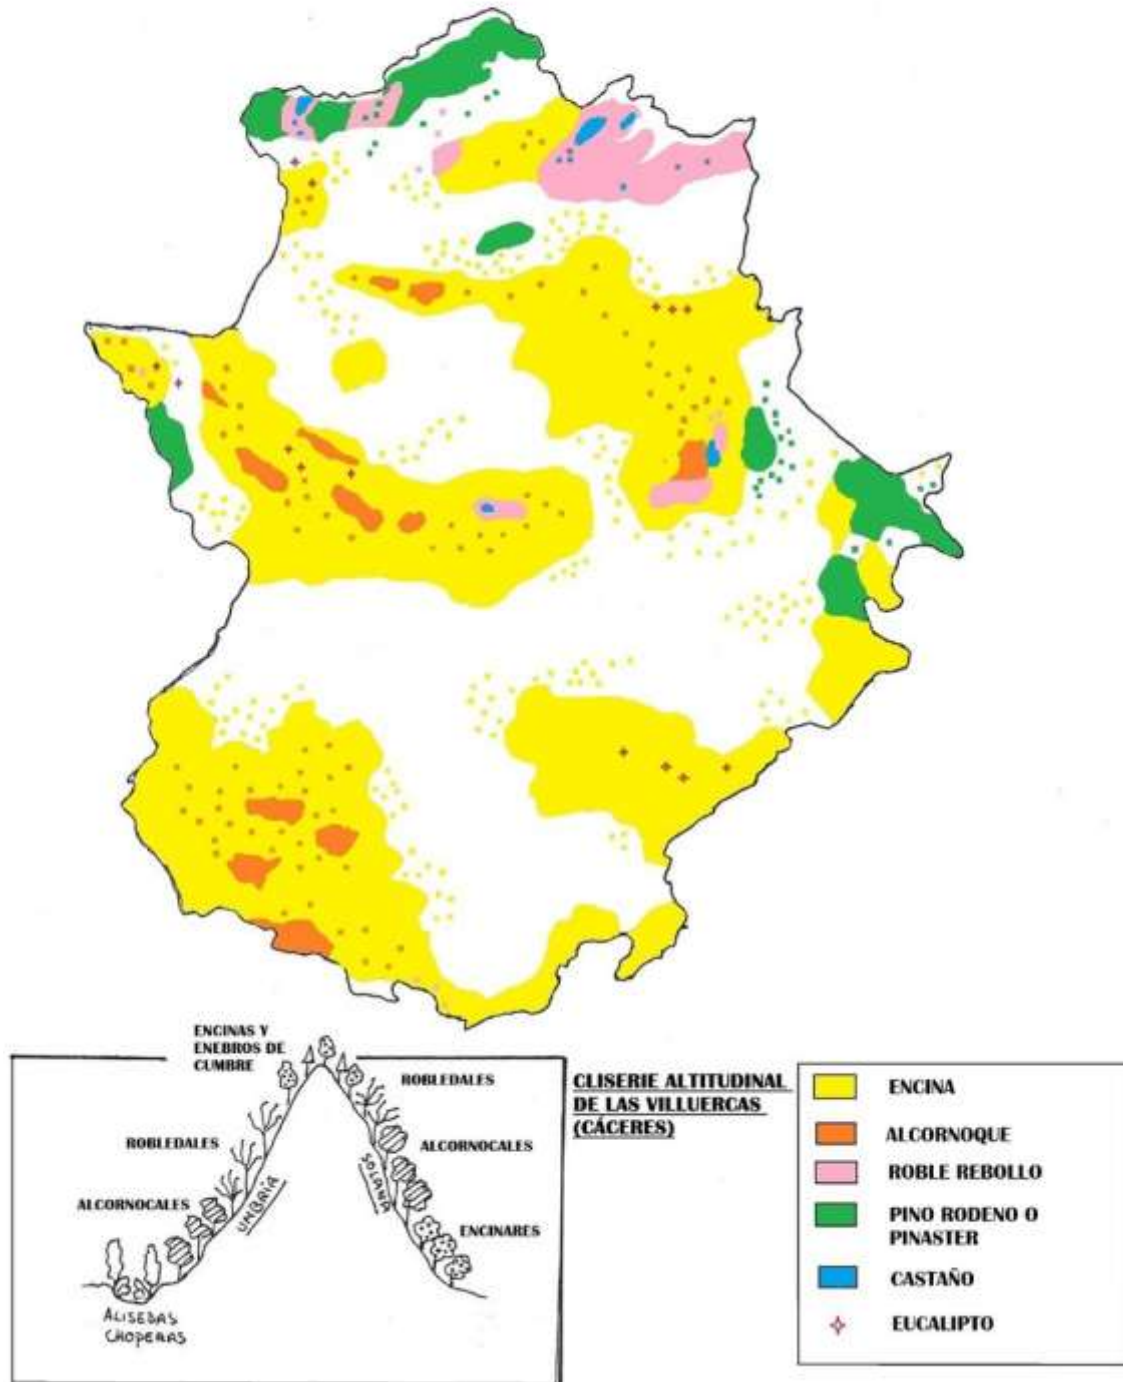 ENCINAS Y
ENEBROS DE
CUMBRE
ROBLEDALES
ROBLEDALES
ALCORNOCALES
ALCORNOCALES
UMBRÍA
SOLANA
ENCINARES
ALISEDAS
CHOPERAS
CLISERIE ALTITUDINAL
DE LAS VILLUERCAS
(CÁCERES)
ENCINA
ALCORNOQUE
ROBLE REBOLLO
PINO RODENO O
PINASTER
CASTAÑO
EUCALIPTO